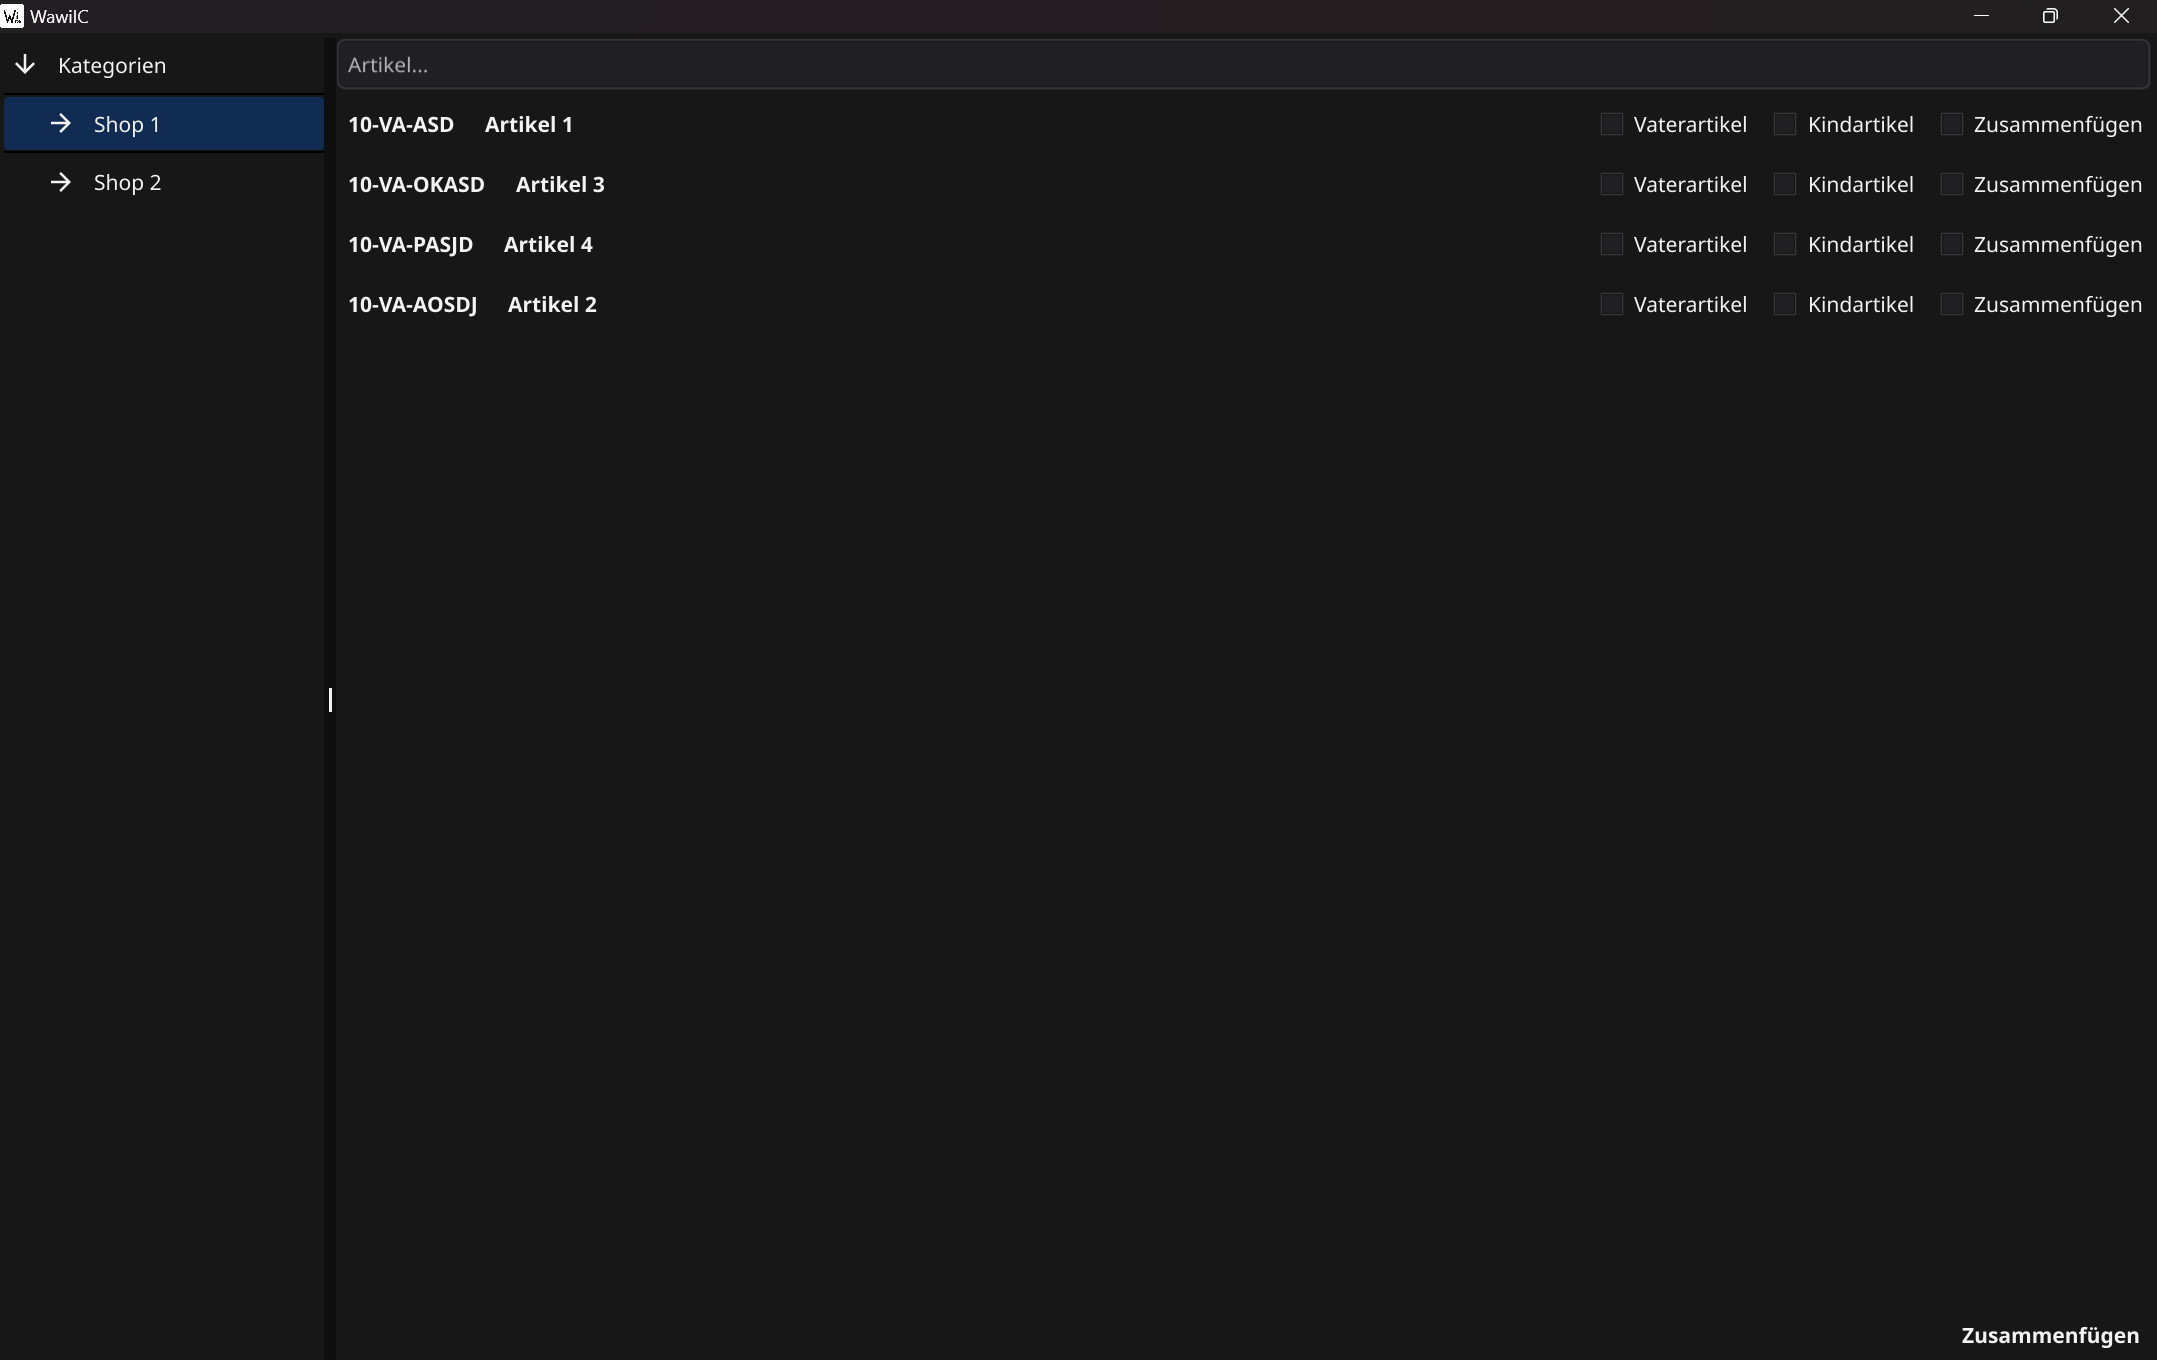 WawiIC
Kategorien
Shop 1
Shop 2
Artikel...
10-VA-ASD Artikel 1 Vaterartikel Kindartikel Zusammenfügen
10-VA-OKASD Artikel 3 Vaterartikel Kindartikel Zusammenfügen
10-VA-PASJD Artikel 4 Vaterartikel Kindartikel Zusammenfügen
10-VA-AOSDJ Artikel 2 Vaterartikel Kindartikel Zusammenfügen
Zusammenfügen